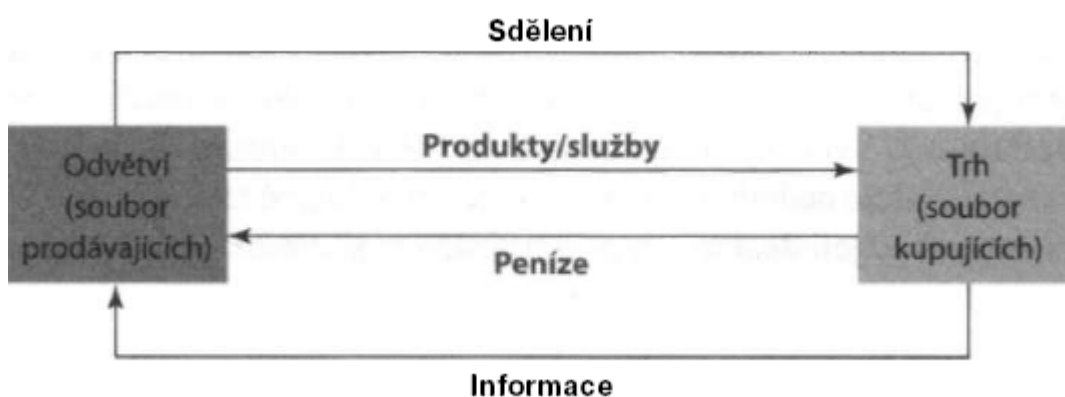 Sdělení
Produkty/služby
Odvětví
(soubor
prodávajících)
Trh
(soubor
kupujících)
Peníze
Informace